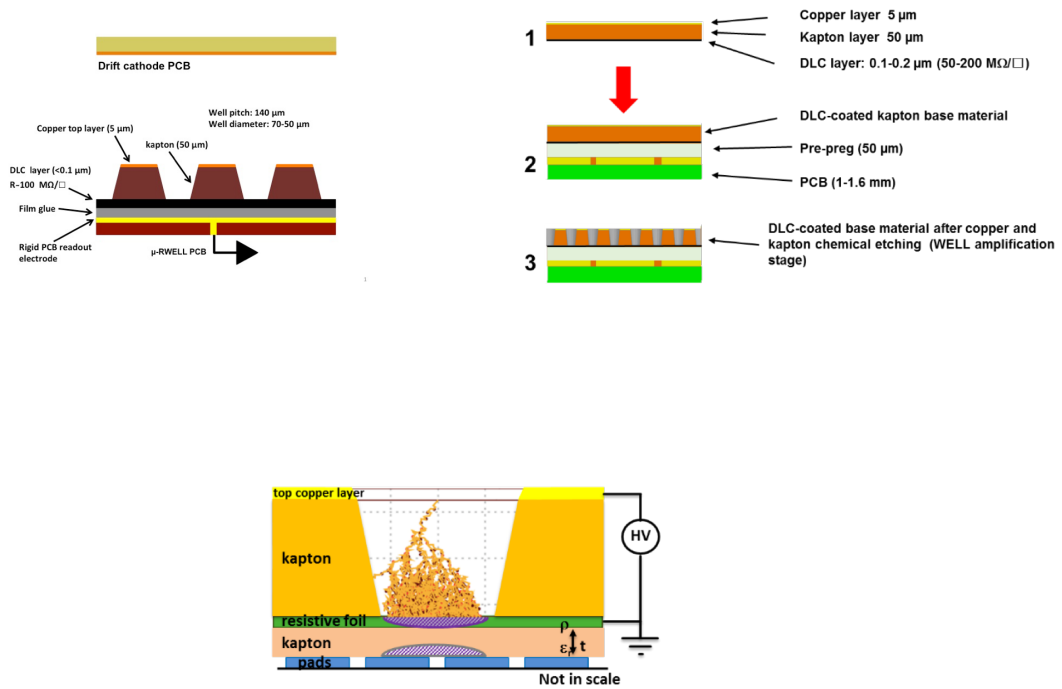 Drift cathode PCB
Well pitch: 140 µm
Well diameter: 70-50 µm
Copper top layer (5 µm)
kapton (50 µm)
DLC layer (<0.1 µm)
R~100 MΩ/□
Film glue
Rigid PCB readout
electrode
µ-RWELL PCB
1
Copper layer 5 µm
Kapton layer 50 µm
DLC layer: 0.1-0.2 µm (50-200 MΩ/□)
2
DLC-coated kapton base material
Pre-preg (50 µm)
PCB (1-1.6 mm)
3
DLC-coated base material after copper and
kapton chemical etching (WELL amplification
stage)
top copper layer
HV
kapton
resistive foil
ρ
kapton
εr t
pads
Not in scale